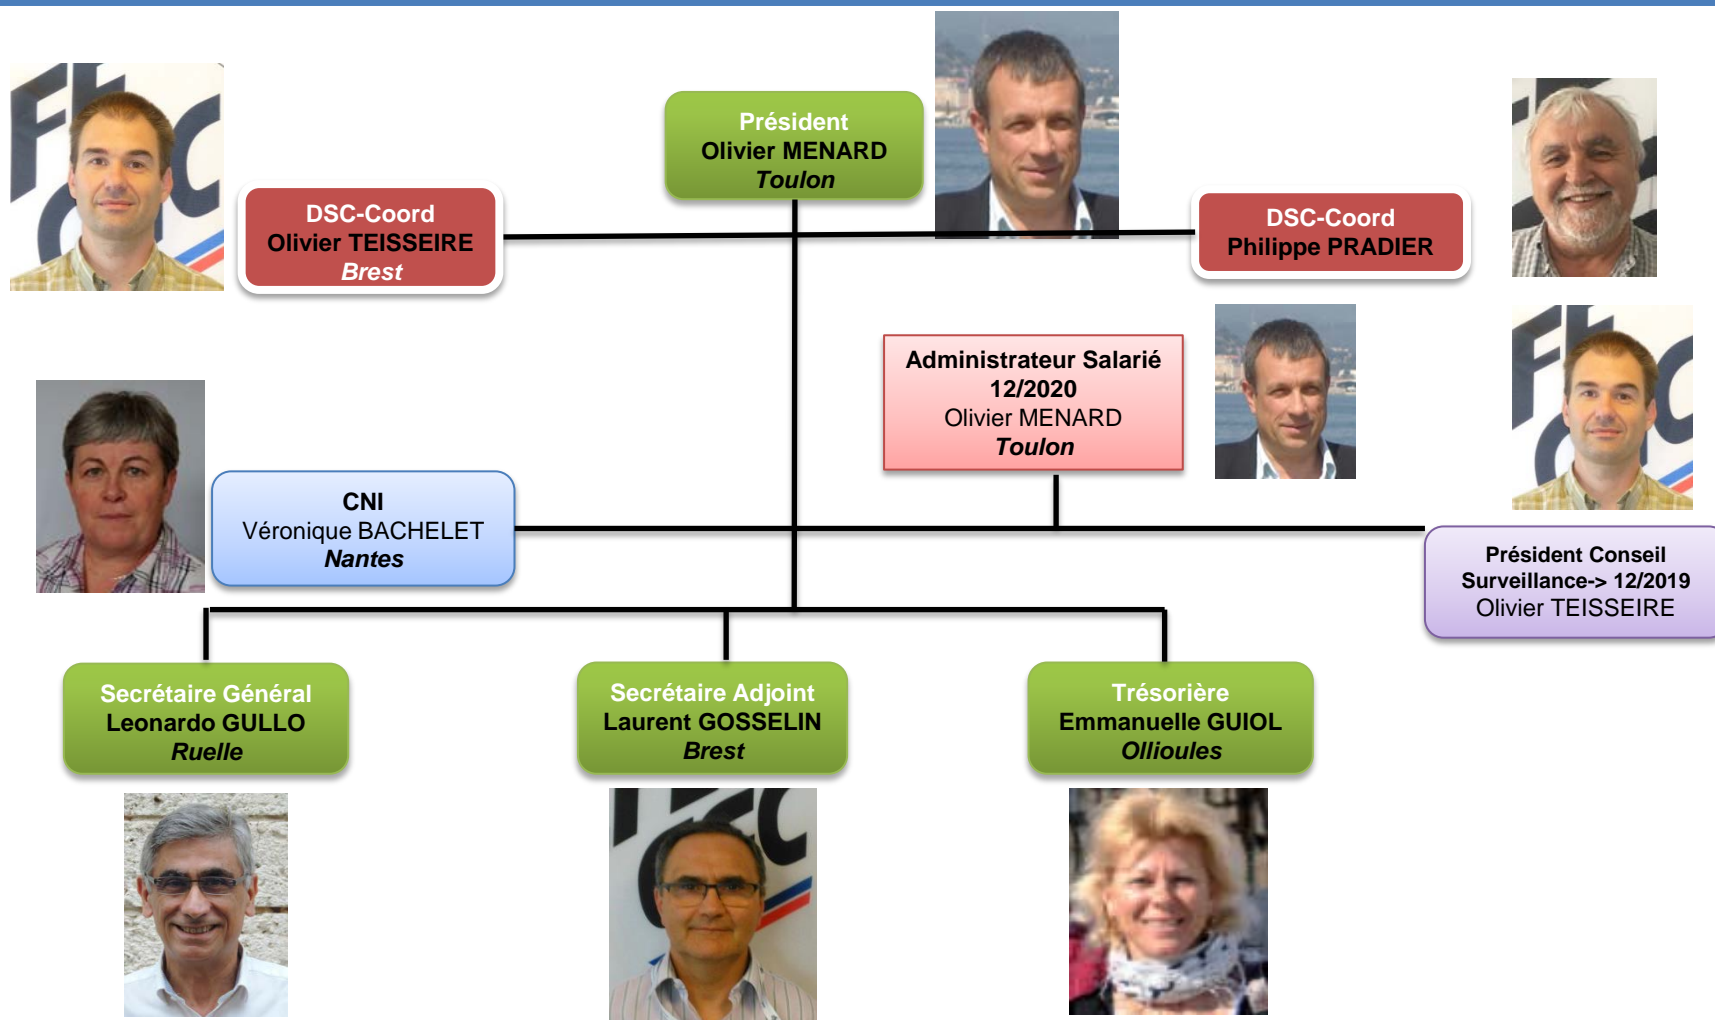 Président
Olivier MENARD
Toulon
DSC-Coord
Olivier TEISSEIRE
Brest
DSC-Coord
Philippe PRADIER
Administrateur Salarié
12/2020
Olivier MENARD
Toulon
CNI
Véronique BACHELET
Nantes
Président Conseil
Surveillance-> 12/2019
Olivier TEISSEIRE
Secrétaire Général
Leonardo GULLO
Ruelle
Secrétaire Adjoint
Laurent GOSSELIN
Brest
Trésorière
Emmanuelle GUIOL
Ollioules